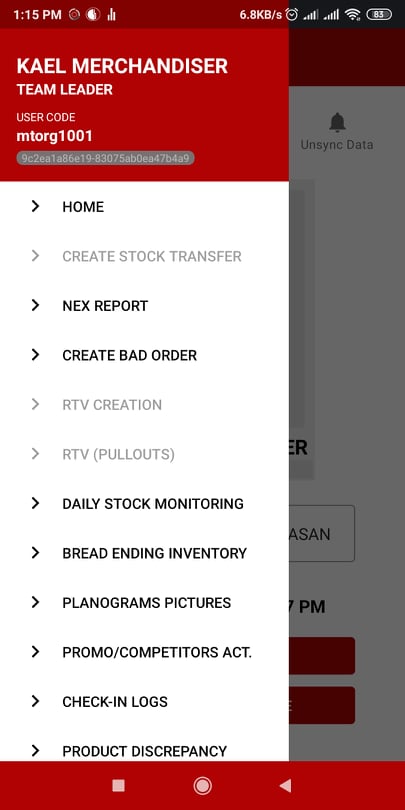 1:15 PM 6.8KB/s 83
KAEL MERCHANDISER
TEAM LEADER
USER CODE
mtorg1001
9c2ea1a86e19-83075ab0ea47b4a9
Unsync Data
HOME
CREATE STOCK TRANSFER
NEX REPORT
CREATE BAD ORDER
RTV CREATION
ER
RTV (PULLOUTS)
DAILY STOCK MONITORING
ASAN
BREAD ENDING INVENTORY
PLANOGRAMS PICTURES
7 PM
PROMO/COMPETITORS ACT.
CHECK-IN LOGS
E
PRODUCT DISCREPANCY